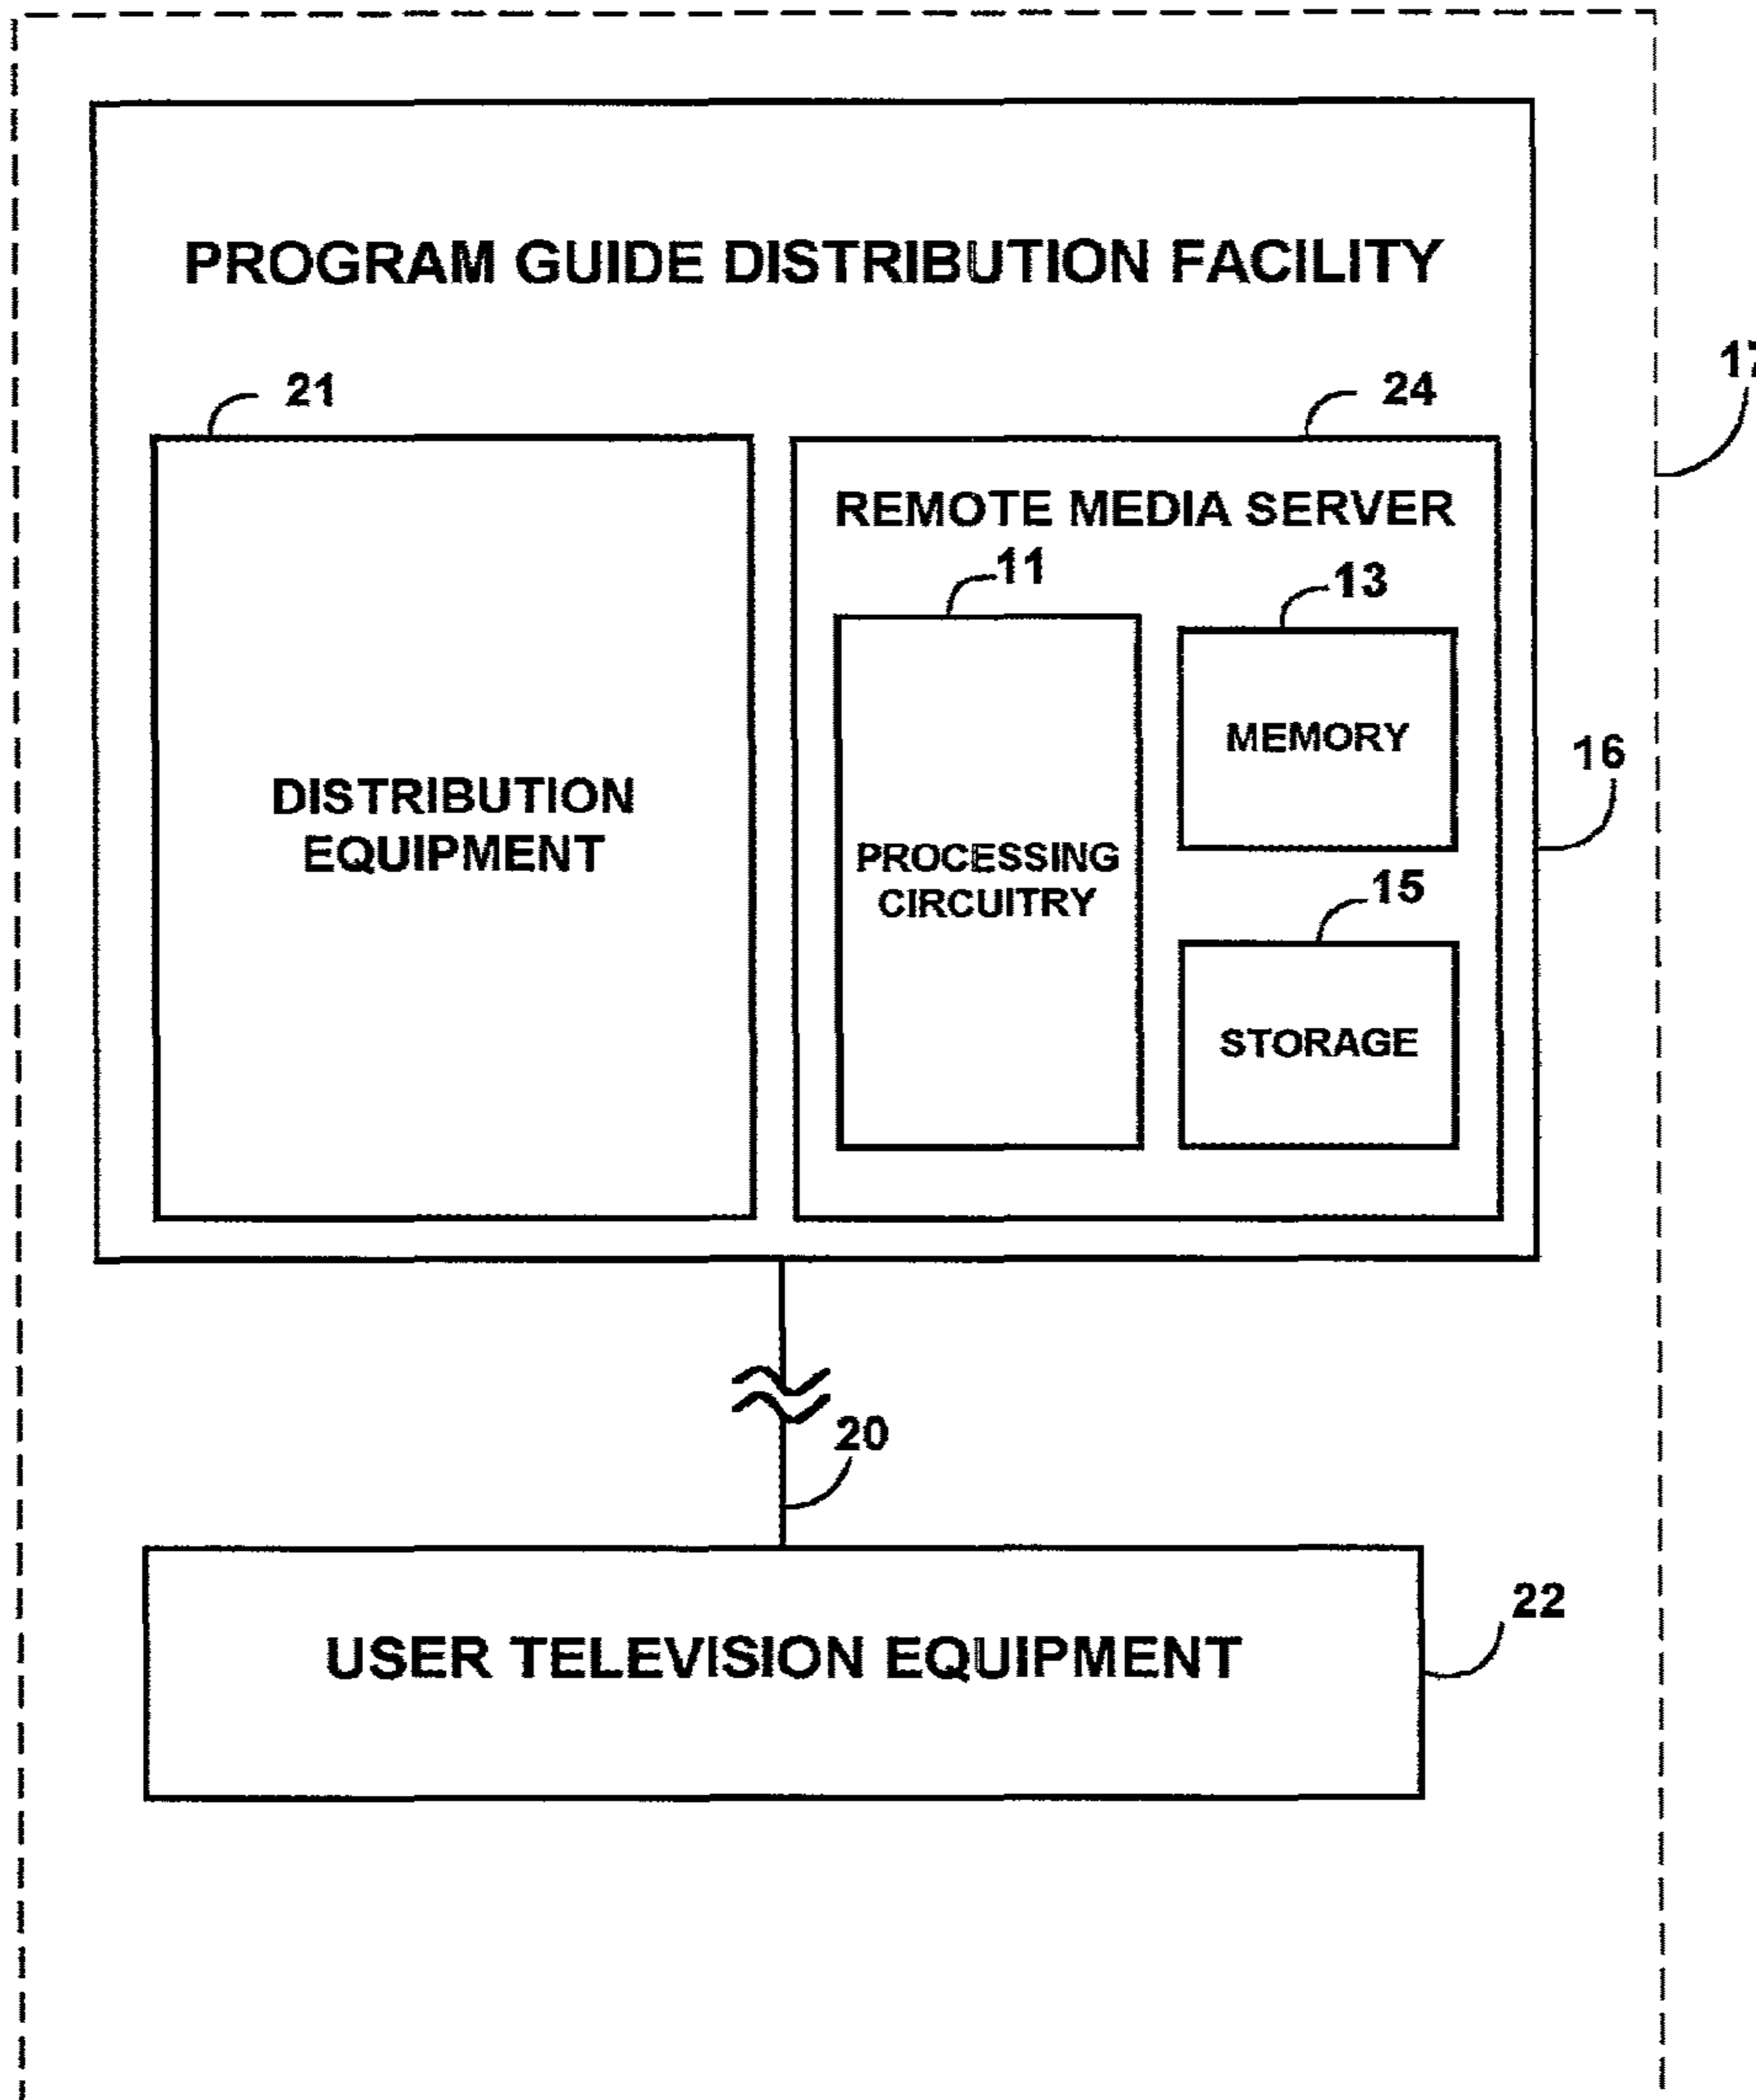 PROGRAM GUIDE DISTRIBUTION FACILITY
17
21
24
REMOTE MEDIA SERVER
11
13
DISTRIBUTION
EQUIPMENT
PROCESSING
CIRCUITRY
MEMORY
16
15
STORAGE
20
USER TELEVISION EQUIPMENT
22